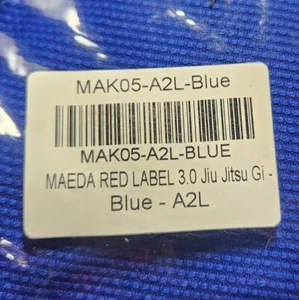 MAK05-A2L-Blue
MAK05-A2L-BLUE
MAEDA RED LABEL 3.0 Jiu Jitsu Gi -
Blue - A2L